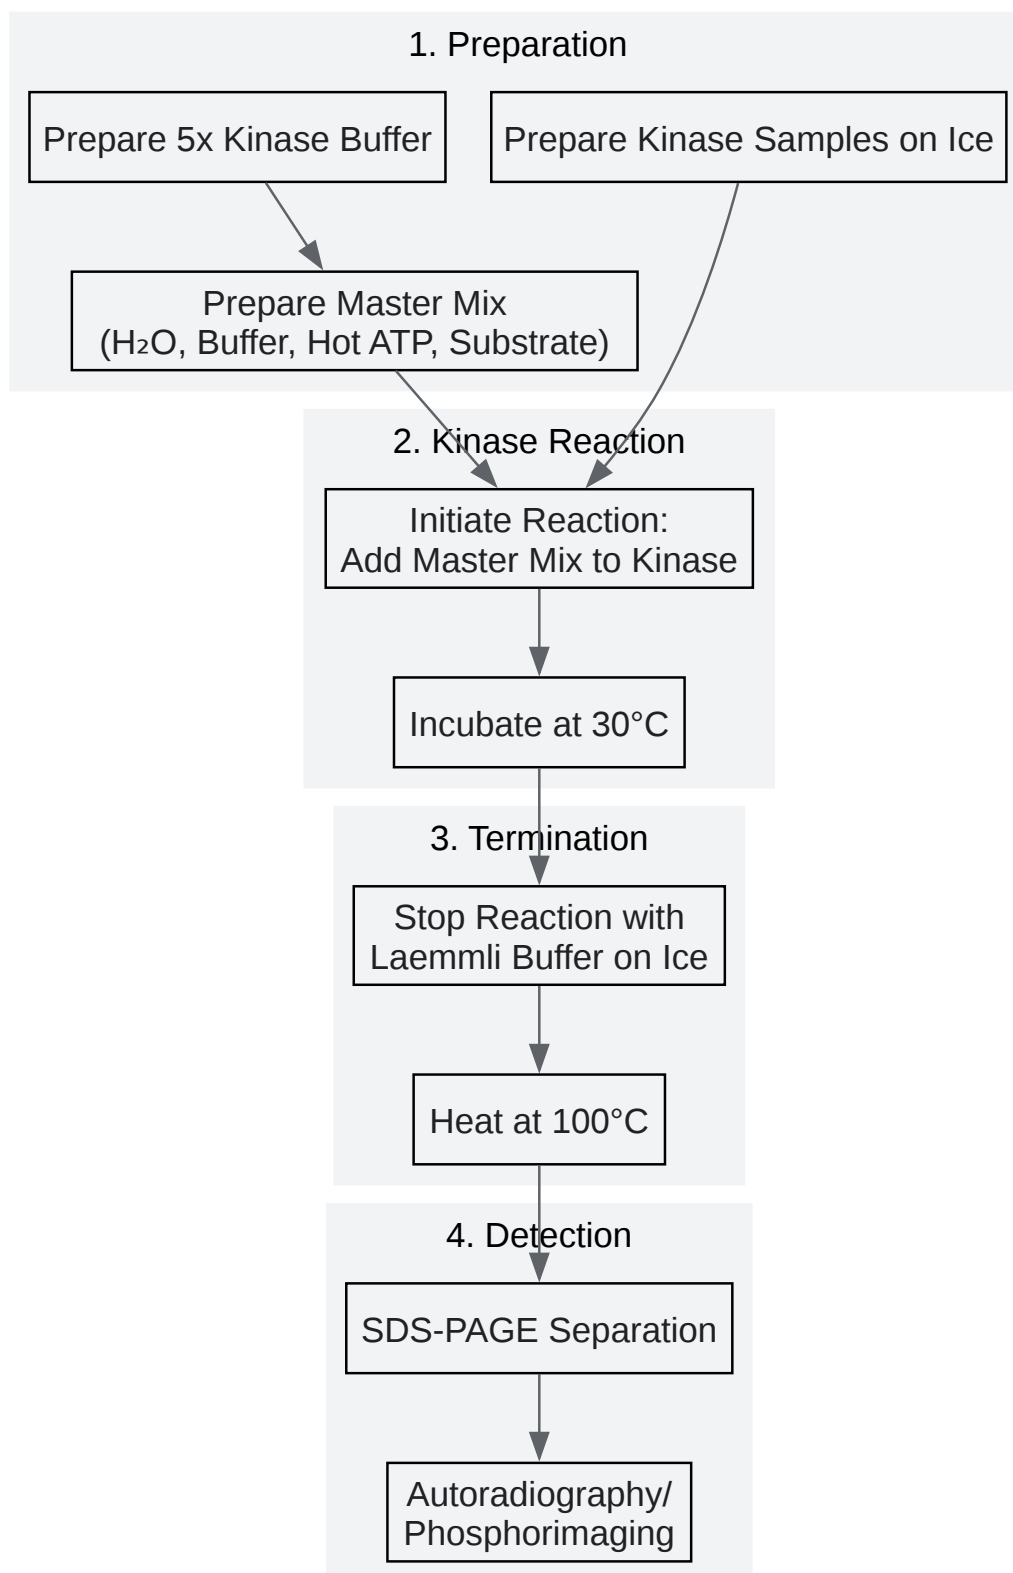 1. Preparation
Prepare 5x Kinase Buffer
Prepare Kinase Samples on Ice
Prepare Master Mix
(H₂O, Buffer, Hot ATP, Substrate)
2. Kinase Reaction
Initiate Reaction:
Add Master Mix to Kinase
Incubate at 30°C
3. Termination
Stop Reaction with
Laemmli Buffer on Ice
Heat at 100°C
4. Detection
SDS-PAGE Separation
Autoradiography/
Phosphorimaging